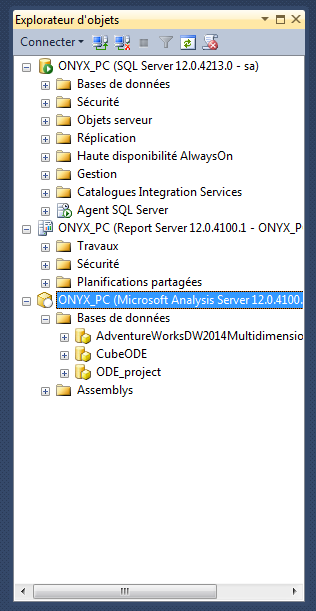 Explorateur d'objets
Connecter
ONYX_PC (SQL Server 12.0.4213.0 - sa)
Bases de données
Sécurité
Objets serveur
Réplication
Haute disponibilité AlwaysOn
Gestion
Catalogues Integration Services
Agent SQL Server
ONYX_PC (Report Server 12.0.4100.1 - ONYX_P
Travaux
Sécurité
Planifications partagées
ONYX_PC (Microsoft Analysis Server 12.0.4100.
Bases de données
AdventureWorksDW2014Multidimensio
CubeODE
ODE_project
Assemblys